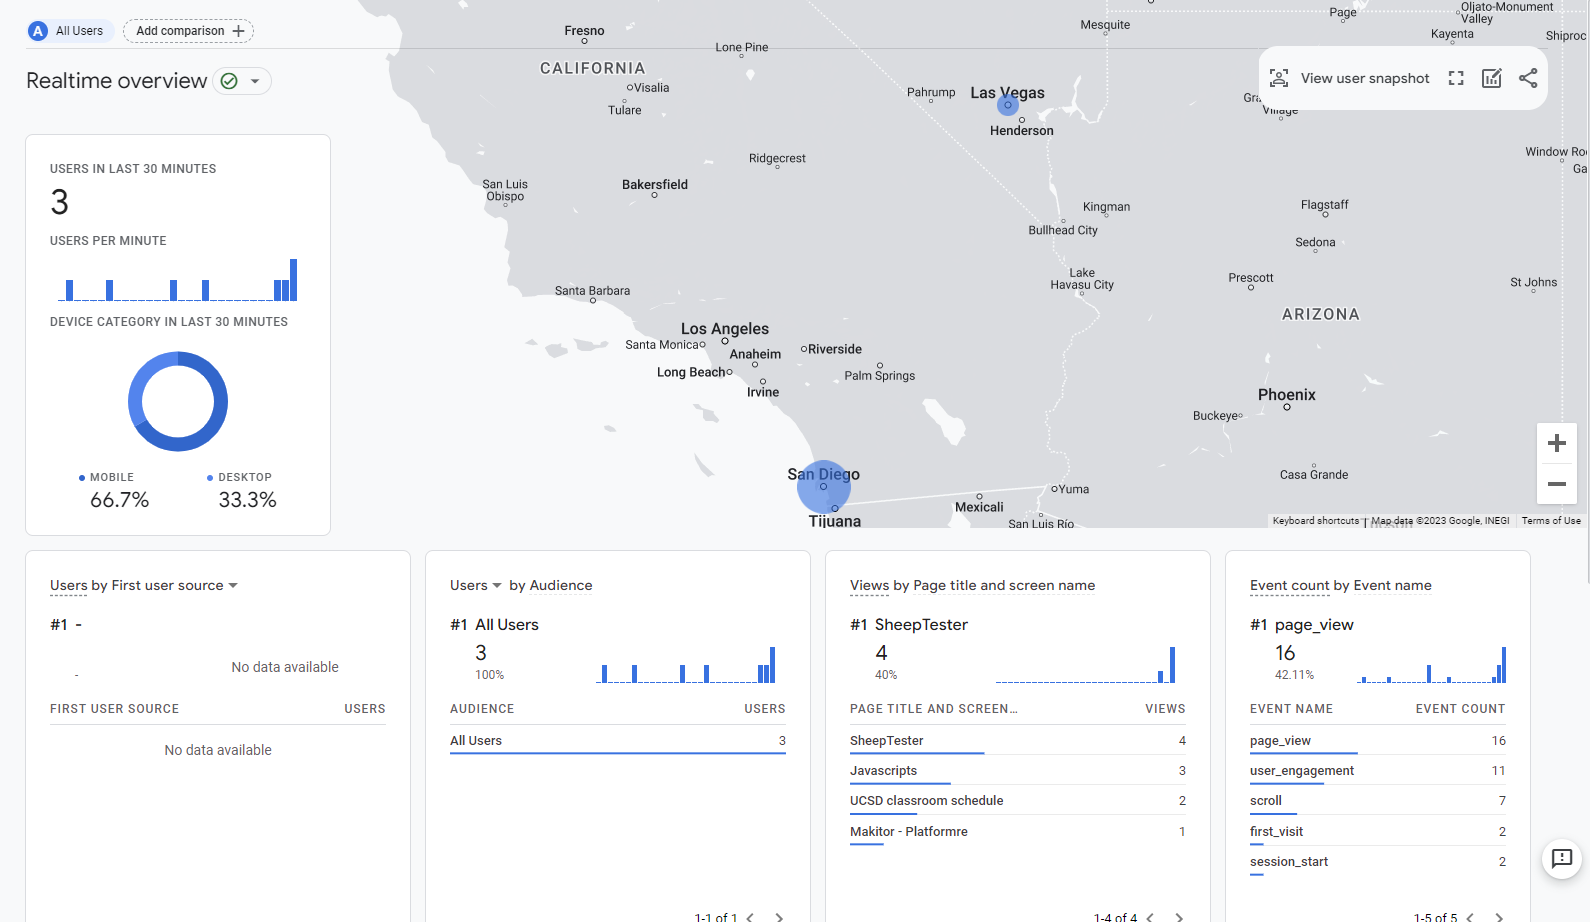 A All Users Add comparison
Realtime overview
View user snapshot
USERS IN LAST 30 MINUTES
3
USERS PER MINUTE
DEVICE CATEGORY IN LAST 30 MINUTES
MOBILE DESKTOP
66.7% 33.3%
Fresno
Lone Pine
CALIFORNIA
Visalia
Tulare
Mesquite
Page
Oljato-Monument
Valley
Kayenta
Shiproc
Pahrump
Las Vegas
Henderson
Village
Ridgecrest
San Luis
Obispo
Bakersfield
Window Ro
Kingman
Bullhead City
Flagstaff
Sedona
Lake
Havasu City
Prescott
St Johns
Santa Barbara
ARIZONA
Los Angeles
Santa Monica
Anaheim
Riverside
Long Beach
Irvine
Palm Springs
Phoenix
Buckeye
San Diego
Tijuana
Casa Grande
Yuma
Mexicali
San Luis Río
Keyboard shortcuts Map data ©2023 Google, INEGI Terms of Use
Users by First user source
#1 -
- No data available
FIRST USER SOURCE USERS
No data available
Users by Audience
#1 All Users
3
100%
AUDIENCE USERS
All Users 3
1-1 of 1
Views by Page title and screen name
#1 SheepTester
4
40%
PAGE TITLE AND SCREEN… VIEWS
SheepTester 4
Javascripts 3
UCSD classroom schedule 2
Makitor - Platformre 1
1-4 of 4
Event count by Event name
#1 page_view
16
42.11%
EVENT NAME EVENT COUNT
page_view 16
user_engagement 11
scroll 7
first_visit 2
session_start 2
1-5 of 5